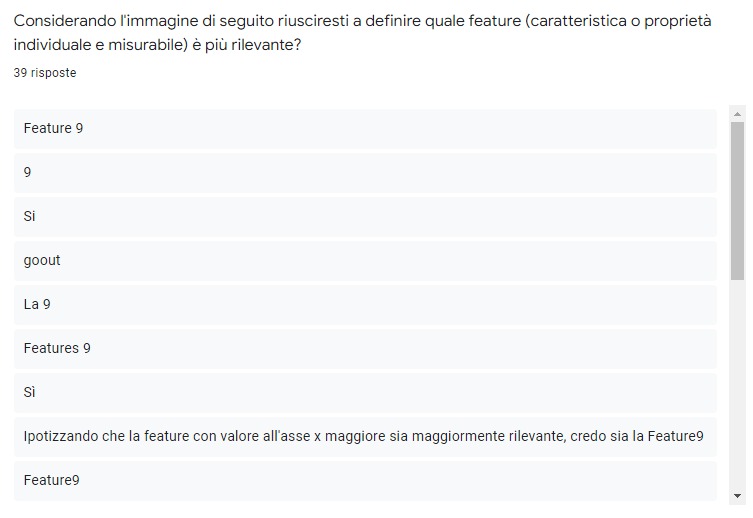 Considerando l'immagine di seguito riusciresti a definire quale feature (caratteristica o proprietà
individuale e misurabile) è più rilevante?
39 risposte
Feature 9
9
Si
goout
La 9
Features 9
Sì
Ipotizzando che la feature con valore all'asse x maggiore sia maggiormente rilevante, credo sia la Feature9
Feature9